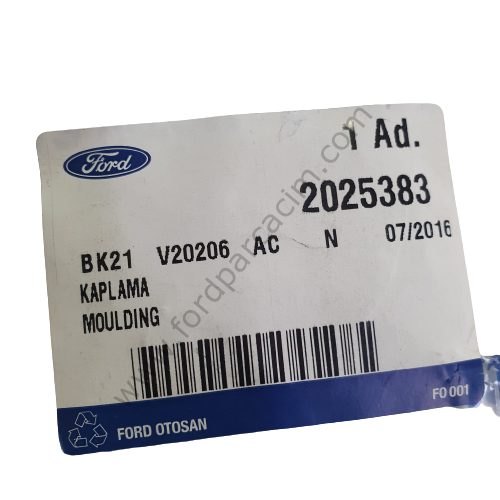 1 Ad.
Ford
2025383
BK21 V20206 AC N 07/2016
KAPLAMA
MOULDING
FO 001
FORD OTOSAN
www.fordparcacim.com